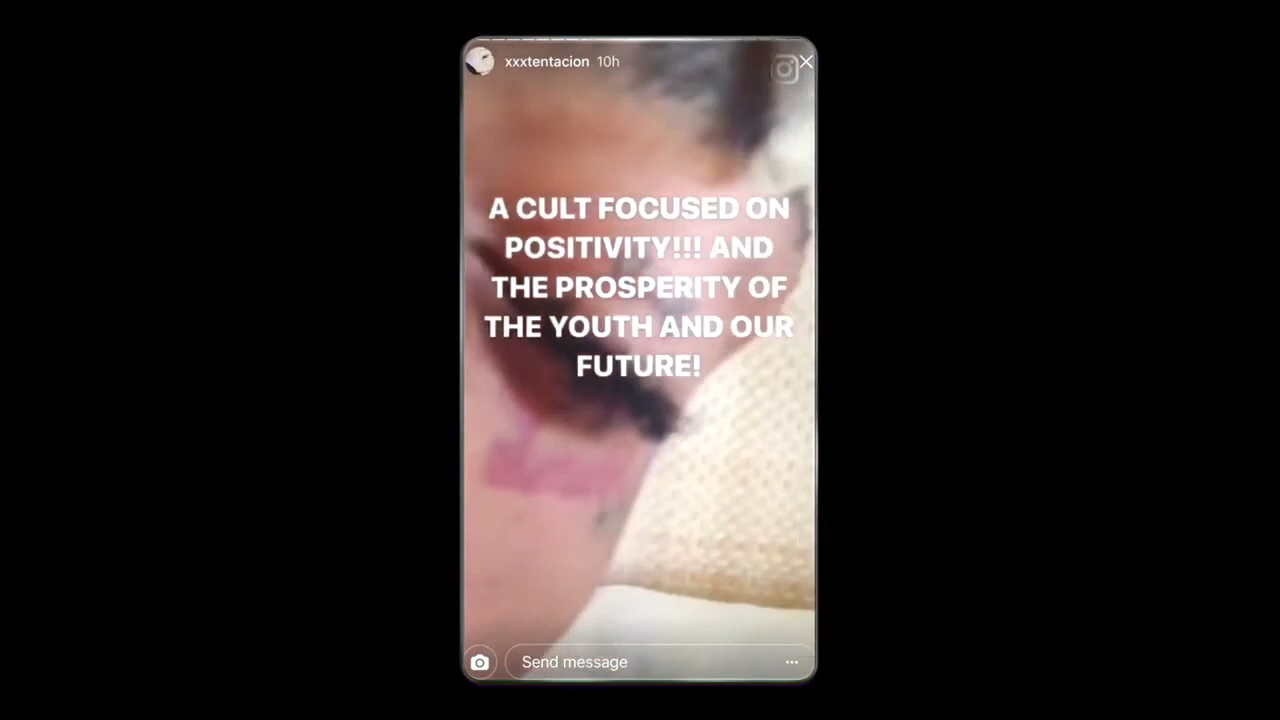 xxxtentacion 10h
A CULT FOCUSED ON
POSITIVITY!!! AND
THE PROSPERITY OF
THE YOUTH AND OUR
FUTURE!
Send message